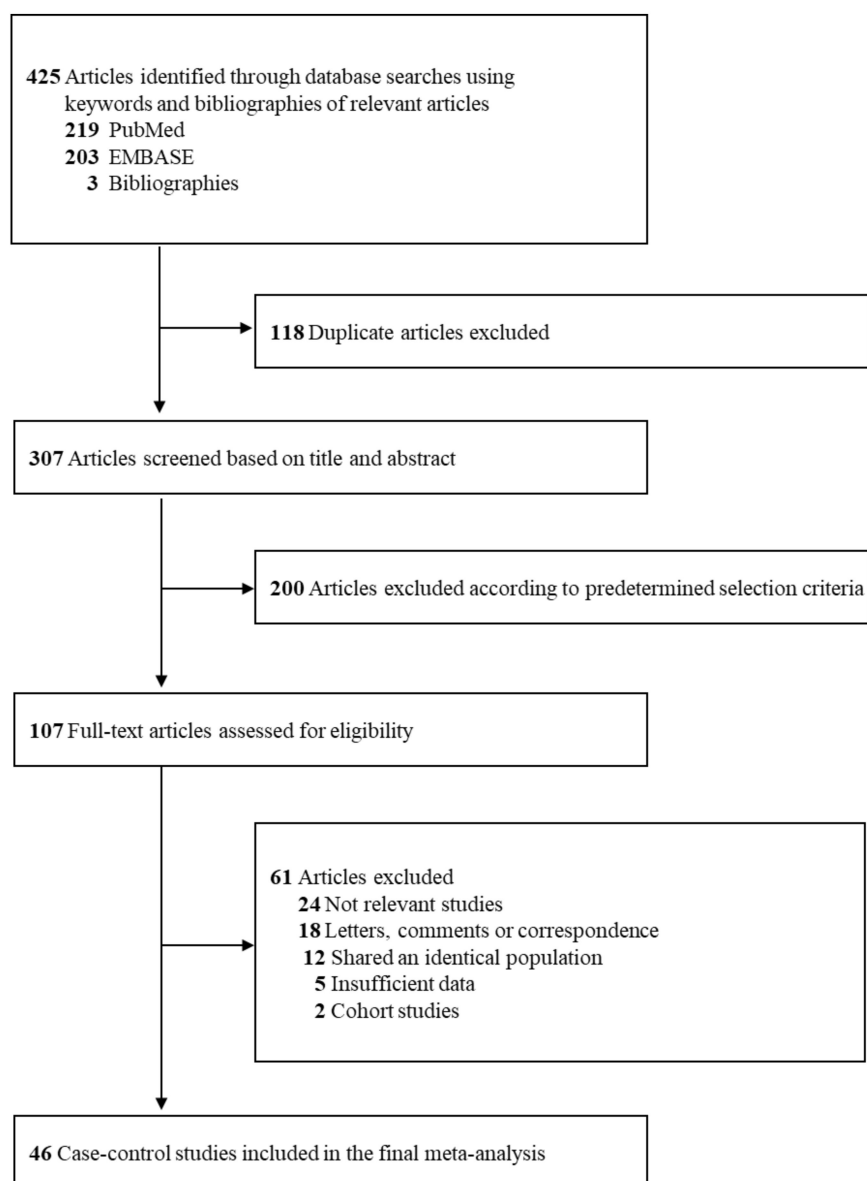 425 Articles identified through database searches using
keywords and bibliographies of relevant articles
219 PubMed
203 EMBASE
3 Bibliographies
118 Duplicate articles excluded
307 Articles screened based on title and abstract
200 Articles excluded according to predetermined selection criteria
107 Full-text articles assessed for eligibility
61 Articles excluded
24 Not relevant studies
18 Letters, comments or correspondence
12 Shared an identical population
5 Insufficient data
2 Cohort studies
46 Case-control studies included in the final meta-analysis